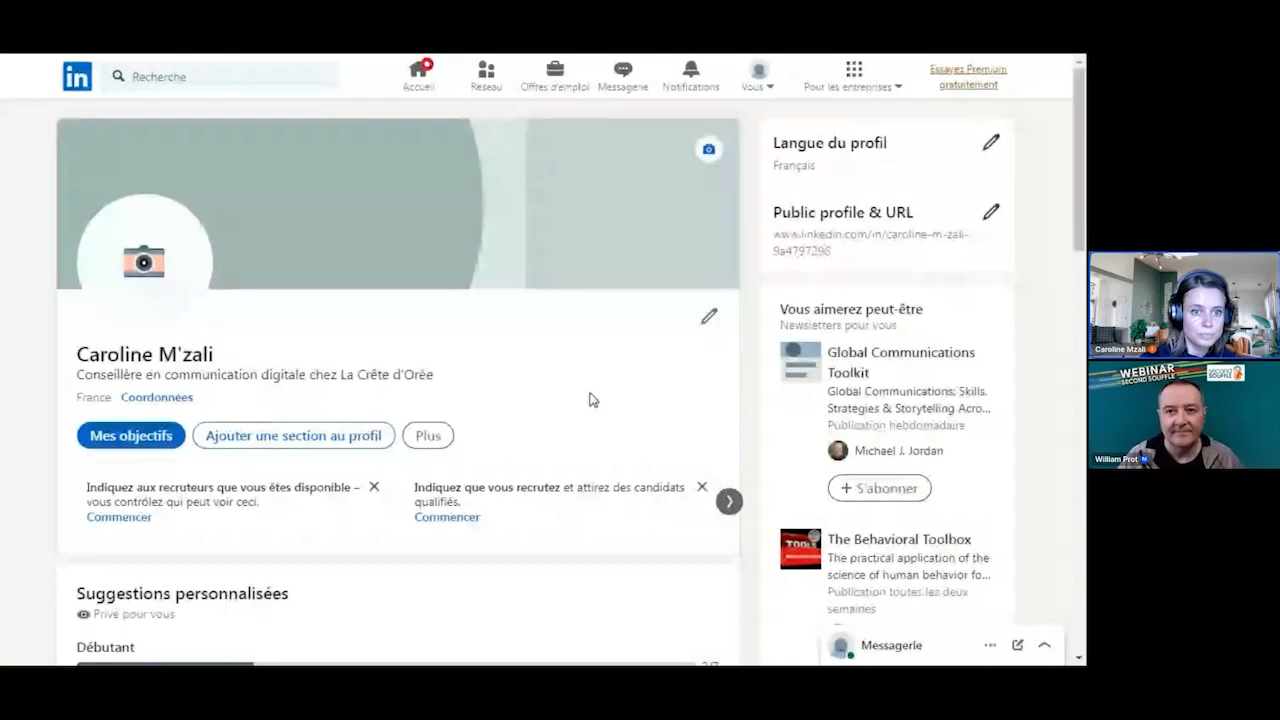 in
Recherche
Accueil
Réseau
Offres d'emploi
Messagerie
Notifications
Vous
Pour les entreprises
Essayez Premium
gratuitement
Langue du profil
Français
Public profile & URL
www.linkedin.com/in/caroline-m-zali-
9a4797296
Caroline M'zali
Conseillère en communication digitale chez La Crête d'Orée
France Coordonnées
Mes objectifs
Ajouter une section au profil
Plus
Indiquez aux recruteurs que vous êtes disponible –
vous contrôlez qui peut voir ceci.
Commencer
Indiquez que vous recrutez et attirez des candidats
qualifiés.
Commencer
Suggestions personnalisées
Privé pour vous
Débutant
Vous aimerez peut-être
Newsletters pour vous
Global Communications
Toolkit
Global Communications; Skills.
Strategies & Storytelling Acro...
Publication hebdomadaire
Michael J. Jordan
+ S'abonner
TOOLS
The Behavioral Toolbox
The practical application of the
science of human behavior fo...
Publication toutes les deux
semaines
Messagerie
Caroline Mzali
WEBINAR
SECOND SOUFFLE
William Prot